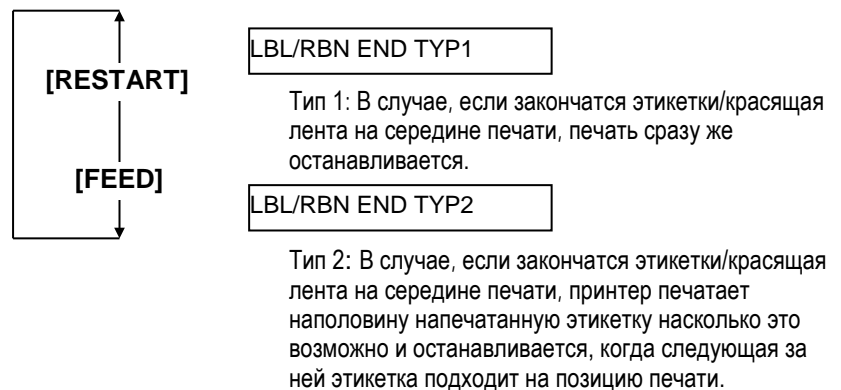 LBL/RBN END TYP1
[RESTART]
Тип 1: В случае, если закончатся этикетки/красящая
лента на середине печати, печать сразу же
останавливается.
[FEED]
LBL/RBN END TYP2
Тип 2: В случае, если закончатся этикетки/красящая
лента на середине печати, принтер печатает
наполовину напечатанную этикетку насколько это
возможно и останавливается, когда следующая за
ней этикетка подходит на позицию печати.